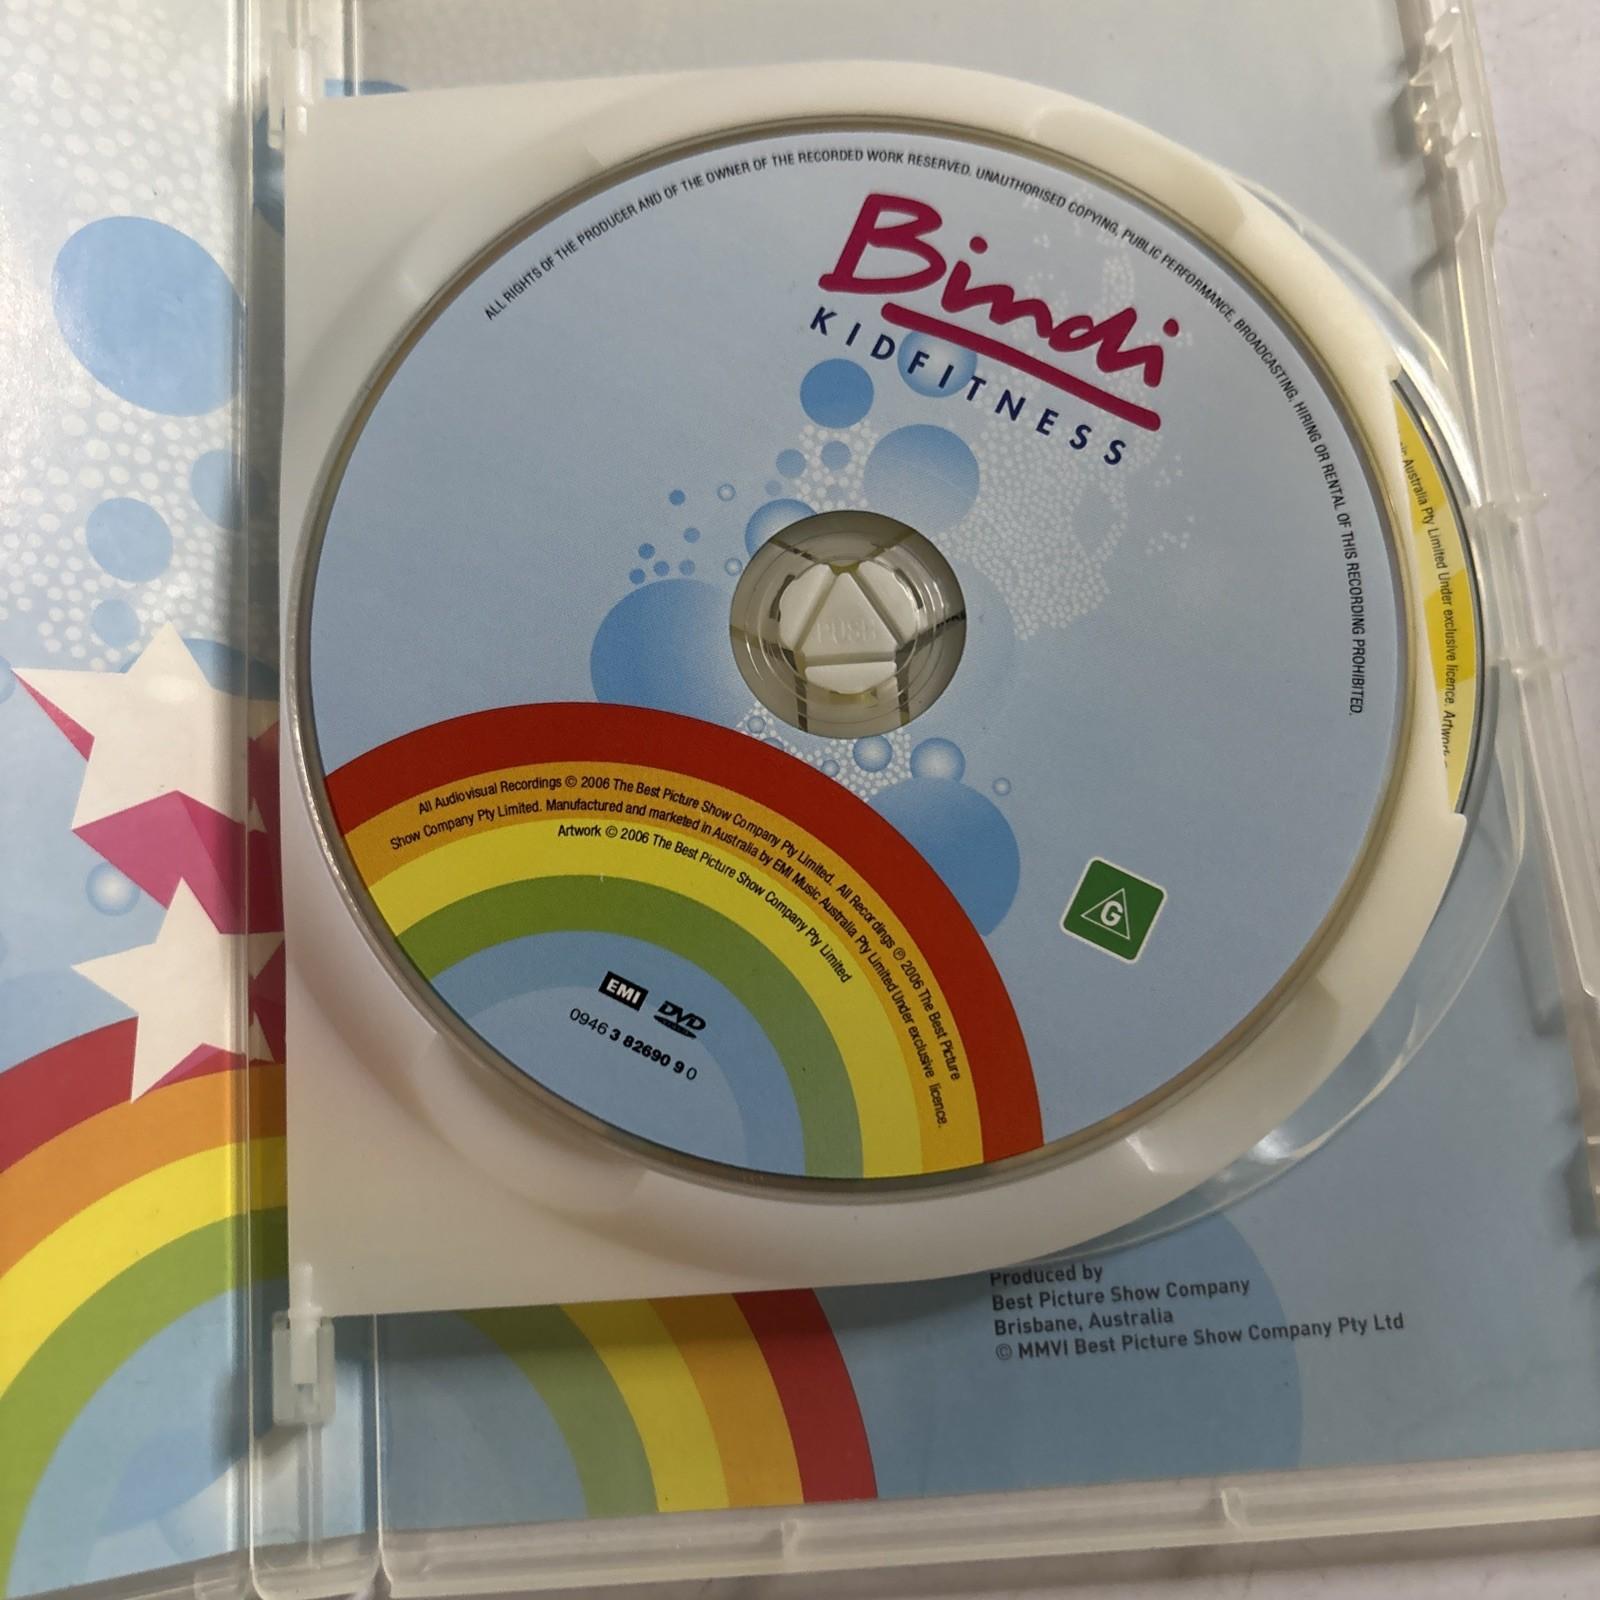 ALL RIGHTS OF THE PRODUCER AND OF THE OWNER OF THE RECORDED WORK RESERVED. UNAUTHORISED COPYING, PUBLIC PERFORMANCE, BROADCASTING, HIRING OR RENTAL OF THIS RECORDING PROHIBITED.
Bindi
KIDFITNESS
PUSH
Australia Pty Limited Under exclusive licence.
All Audiovisual Recordings © 2006 The Best Picture Show Company Pty Limited. All Recordings ℗ 2006 The Best Picture
Show Company Pty Limited. Manufactured and marketed in Australia by EMI Music Australia Pty Limited Under exclusive licence.
Artwork © 2006 The Best Picture Show Company Pty Limited
G
EMI DVD
0946 3 82690 9 0
Produced by
Best Picture Show Company
Brisbane, Australia
© MMVI Best Picture Show Company Pty Ltd